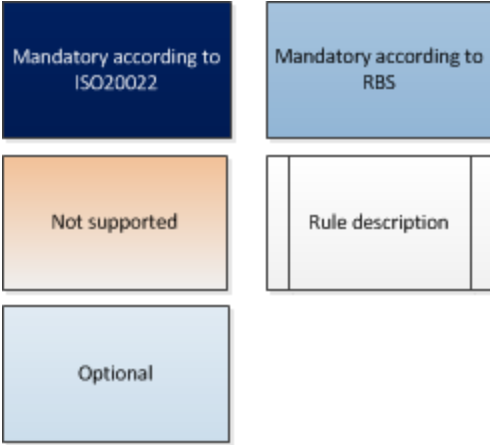 Mandatory according to
ISO20022
Mandatory according to
RBS
Not supported
Rule description
Optional